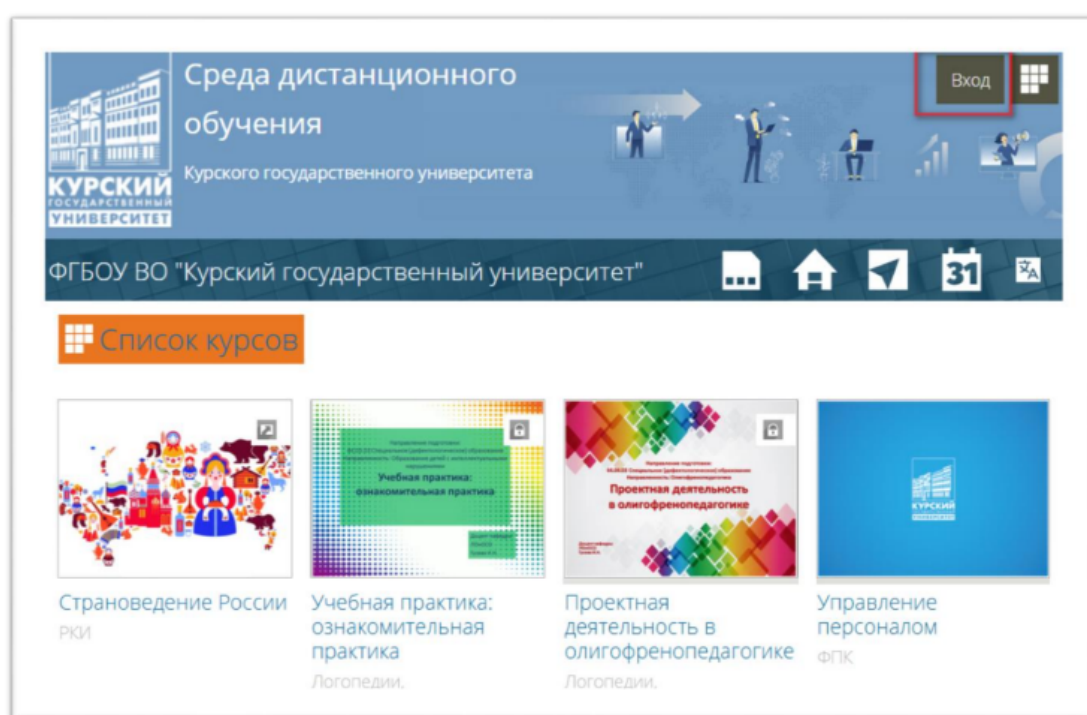 Среда дистанционного
обучения
Курского государственного университета
Вход
КУРСКИЙ
ГОСУДАРСТВЕННЫЙ
УНИВЕРСИТЕТ
ФГБОУ ВО "Курский государственный университет"
31
Список курсов
Учебная практика:
ознакомительная практика
Проектная деятельность
в олигофренопедагогике
КУРСКИЙ
Страноведение России
РКИ
Учебная практика:
ознакомительная
практика
Логопедии.
Проектная
деятельность в
олигофренопедагогике
Логопедии.
Управление
персоналом
ФПК